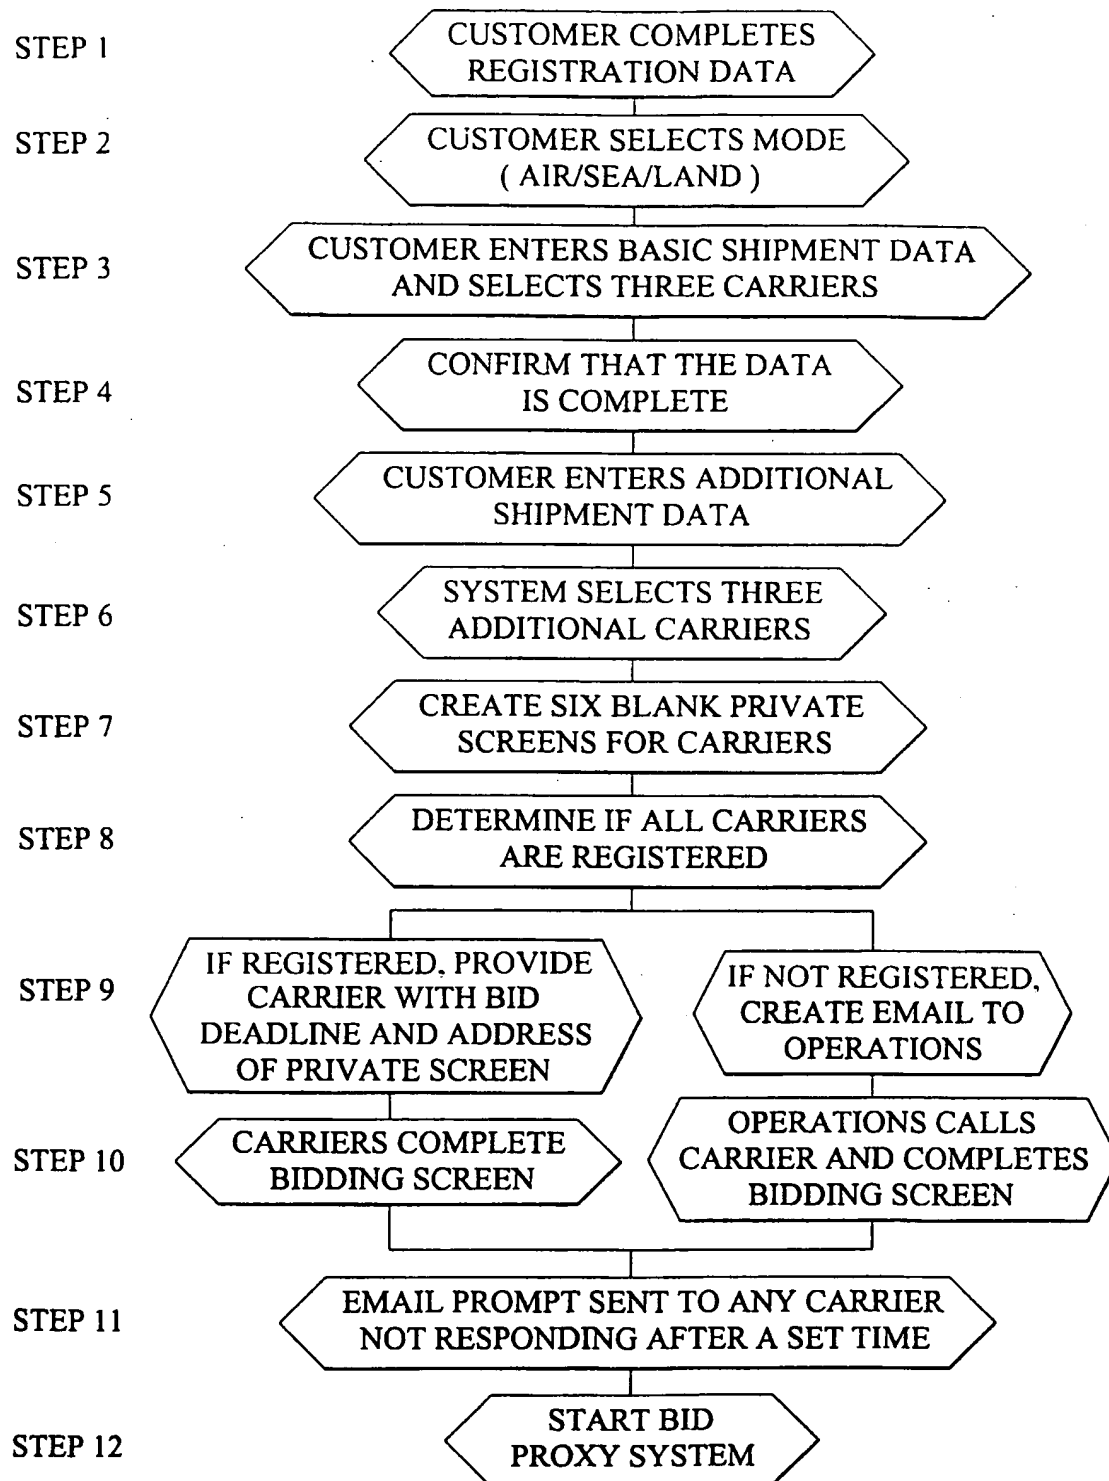 STEP 1
CUSTOMER COMPLETES
REGISTRATION DATA
STEP 2
CUSTOMER SELECTS MODE
( AIR/SEA/LAND )
STEP 3
CUSTOMER ENTERS BASIC SHIPMENT DATA
AND SELECTS THREE CARRIERS
STEP 4
CONFIRM THAT THE DATA
IS COMPLETE
STEP 5
CUSTOMER ENTERS ADDITIONAL
SHIPMENT DATA
STEP 6
SYSTEM SELECTS THREE
ADDITIONAL CARRIERS
STEP 7
CREATE SIX BLANK PRIVATE
SCREENS FOR CARRIERS
STEP 8
DETERMINE IF ALL CARRIERS
ARE REGISTERED
STEP 9
IF REGISTERED, PROVIDE
CARRIER WITH BID
DEADLINE AND ADDRESS
OF PRIVATE SCREEN
IF NOT REGISTERED,
CREATE EMAIL TO
OPERATIONS
STEP 10
CARRIERS COMPLETE
BIDDING SCREEN
OPERATIONS CALLS
CARRIER AND COMPLETES
BIDDING SCREEN
STEP 11
EMAIL PROMPT SENT TO ANY CARRIER
NOT RESPONDING AFTER A SET TIME
STEP 12
START BID
PROXY SYSTEM